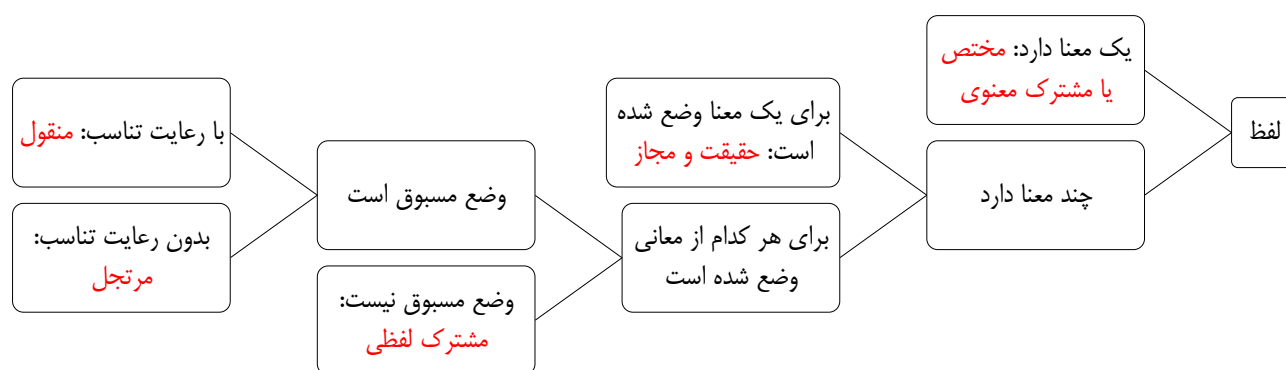 لفظ
یک معنا دارد: مختص
یا مشترک معنوی
چند معنا دارد
برای یک معنا وضع شده
است: حقیقت و مجاز
برای هر کدام از معانی
وضع شده است
وضع مسبوق است
وضع مسبوق نیست:
مشترک لفظی
با رعایت تناسب: منقول
بدون رعایت تناسب:
مرتجل